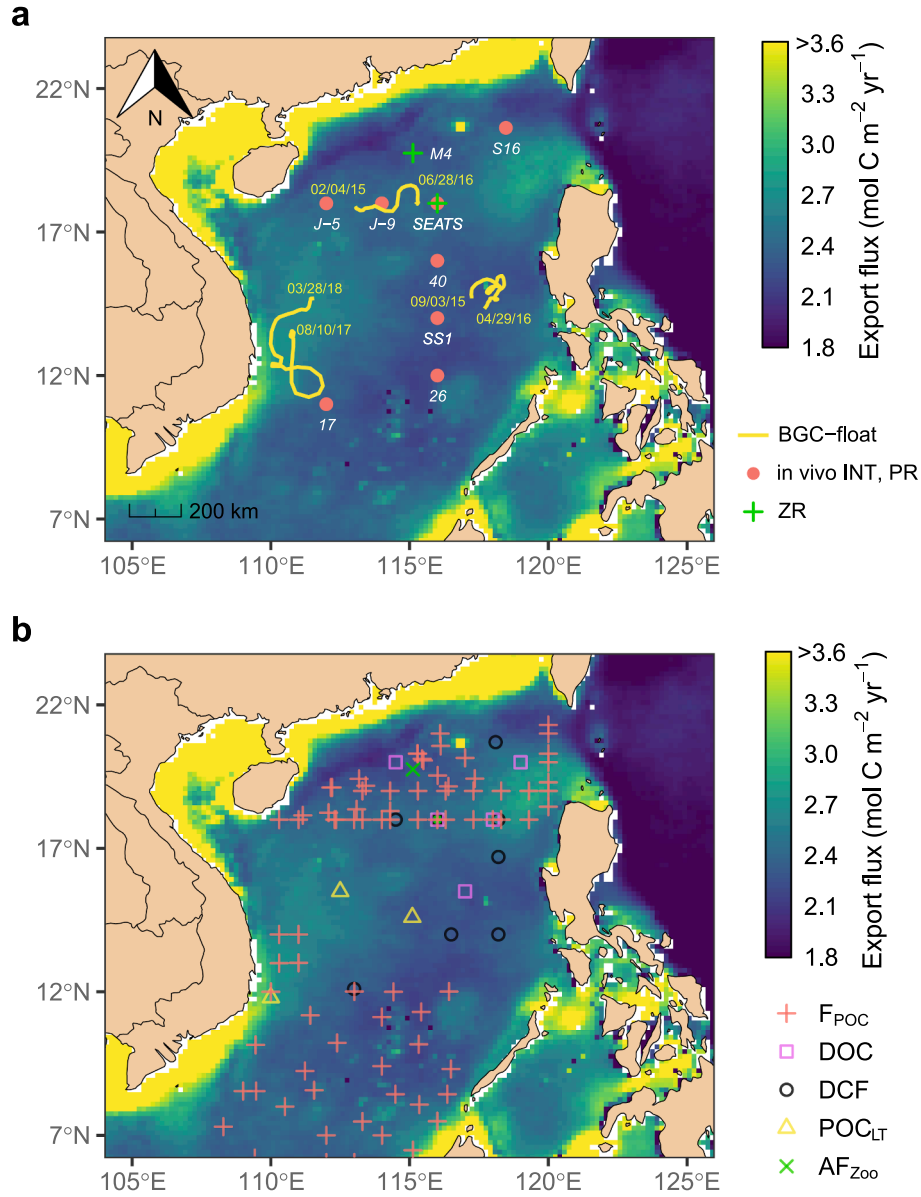 a
N
22°N
17°N
12°N
7°N
105°E
110°E
115°E
120°E
125°E
M4
S16
02/04/15
06/28/16
J−5
J−9
SEATS
40
03/28/18
09/03/15
08/10/17
04/29/16
SS1
26
17
200 km
>3.6
3.3
3.0
2.7
2.4
2.1
1.8
Export flux (mol C m⁻² yr⁻¹)
BGC−float
in vivo INT, PR
ZR
b
22°N
17°N
12°N
7°N
105°E
110°E
115°E
120°E
125°E
>3.6
3.3
3.0
2.7
2.4
2.1
1.8
Export flux (mol C m⁻² yr⁻¹)
F_POC
DOC
DCF
POC_LT
AF_Zoo